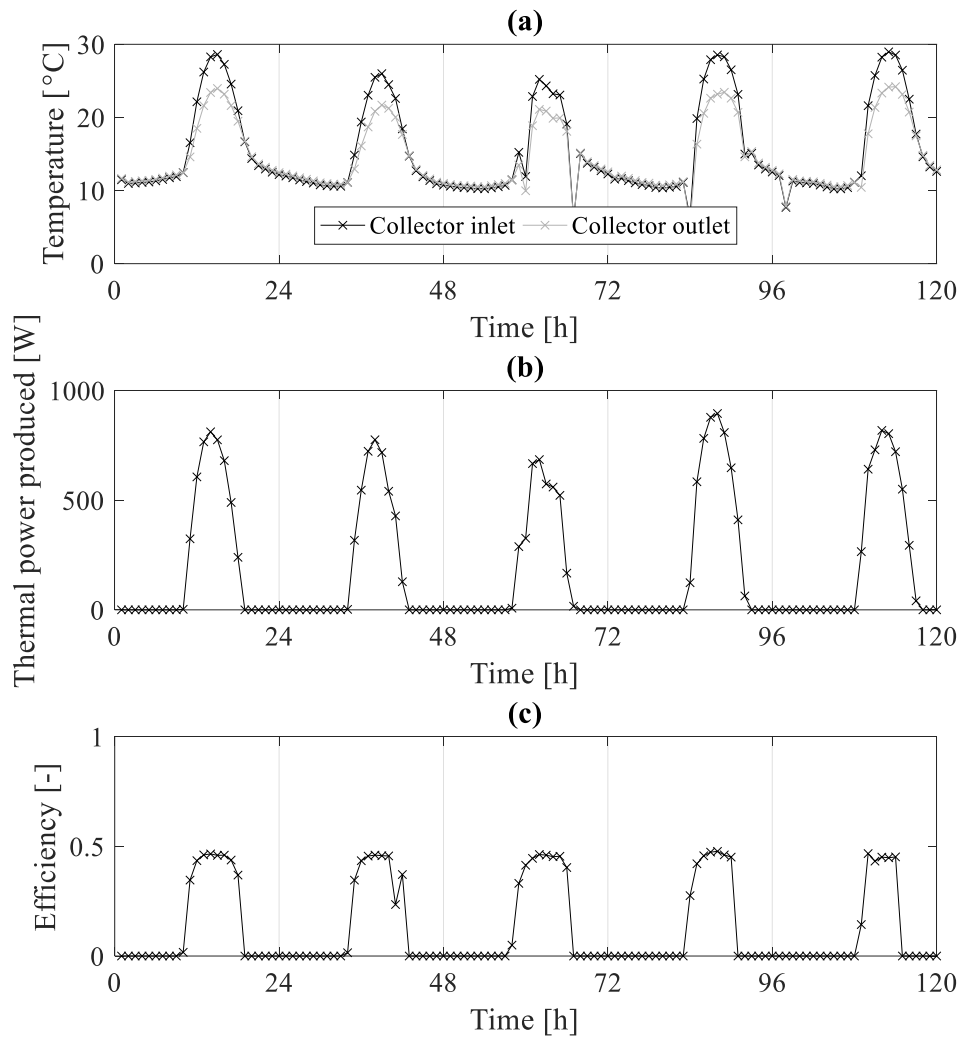 (a)
Temperature [°C]
30
20
10
0
Collector inlet
Collector outlet
0 24 48 72 96 120
Time [h]
(b)
Thermal power produced [W]
1000
500
0
0 24 48 72 96 120
Time [h]
(c)
Efficiency [-]
1
0.5
0
0 24 48 72 96 120
Time [h]